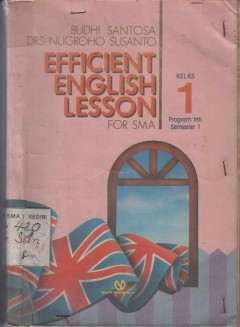 BUDHI SANTOSA
DRS. NUGROHO SUSANTO
EFFICIENT
ENGLISH
LESSON
FOR SMA
KELAS
1
Program Inti
Semester 1
SMA I KEDIRI
420
San